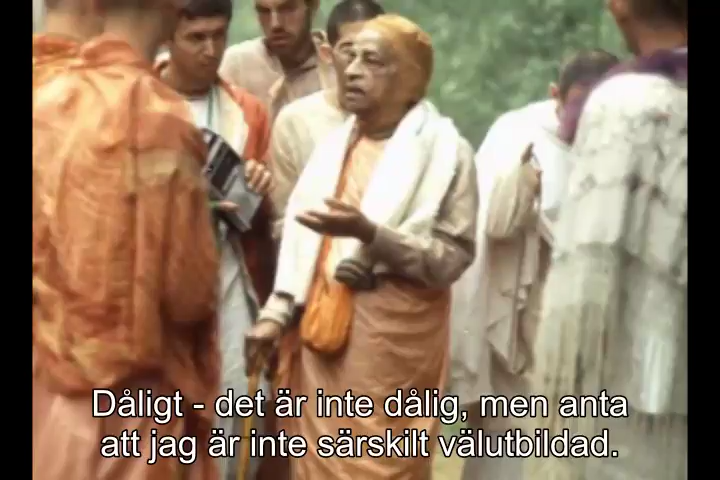 Dåligt - det är inte dålig, men anta
att jag är inte särskilt välutbildad.